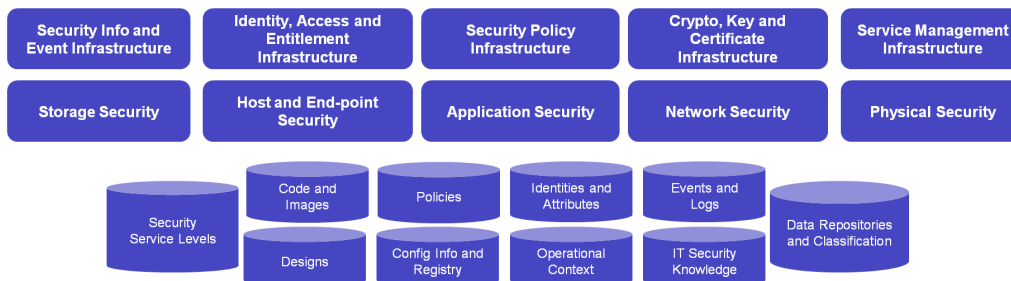 Security Info and
Event Infrastructure
Identity, Access and
Entitlement
Infrastructure
Security Policy
Infrastructure
Crypto, Key and
Certificate
Infrastructure
Service Management
Infrastructure
Storage Security
Host and End-point
Security
Application Security
Network Security
Physical Security
Security
Service Levels
Code and
Images
Policies
Identities and
Attributes
Events and
Logs
Data Repositories
and Classification
Designs
Config Info and
Registry
Operational
Context
IT Security
Knowledge